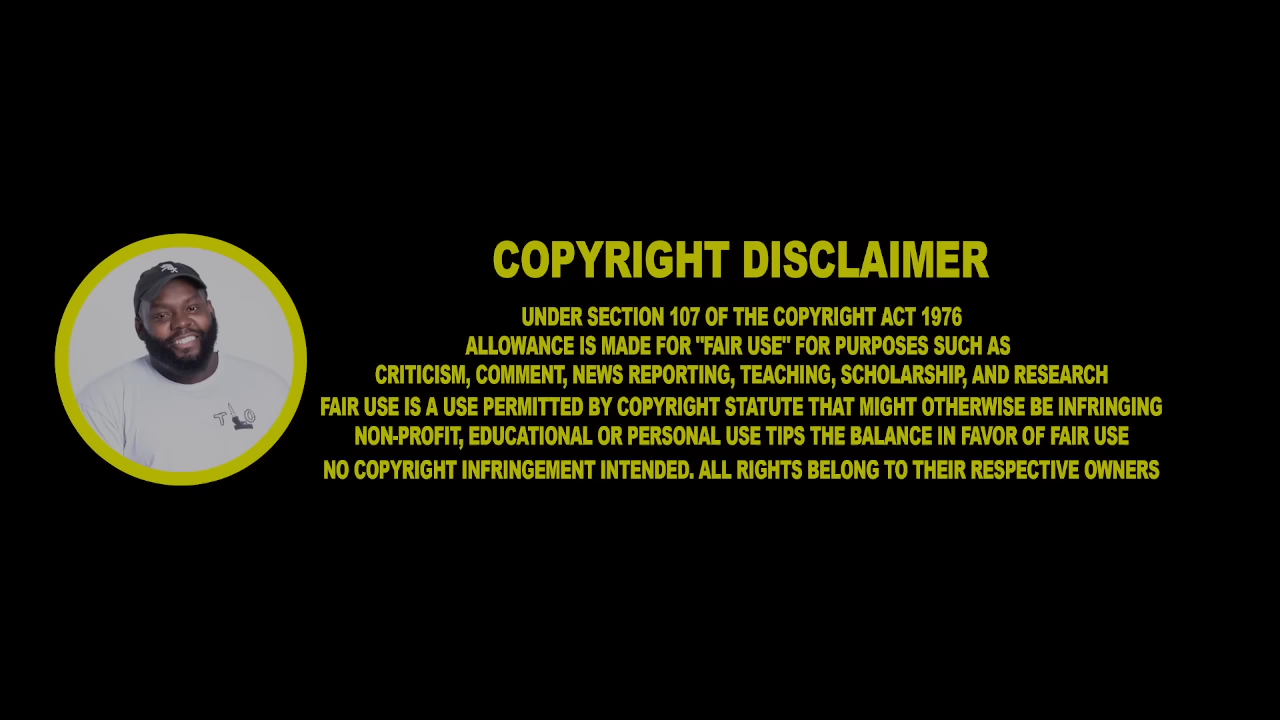 COPYRIGHT DISCLAIMER
UNDER SECTION 107 OF THE COPYRIGHT ACT 1976
ALLOWANCE IS MADE FOR "FAIR USE" FOR PURPOSES SUCH AS
CRITICISM, COMMENT, NEWS REPORTING, TEACHING, SCHOLARSHIP, AND RESEARCH
FAIR USE IS A USE PERMITTED BY COPYRIGHT STATUTE THAT MIGHT OTHERWISE BE INFRINGING
NON-PROFIT, EDUCATIONAL OR PERSONAL USE TIPS THE BALANCE IN FAVOR OF FAIR USE
NO COPYRIGHT INFRINGEMENT INTENDED. ALL RIGHTS BELONG TO THEIR RESPECTIVE OWNERS